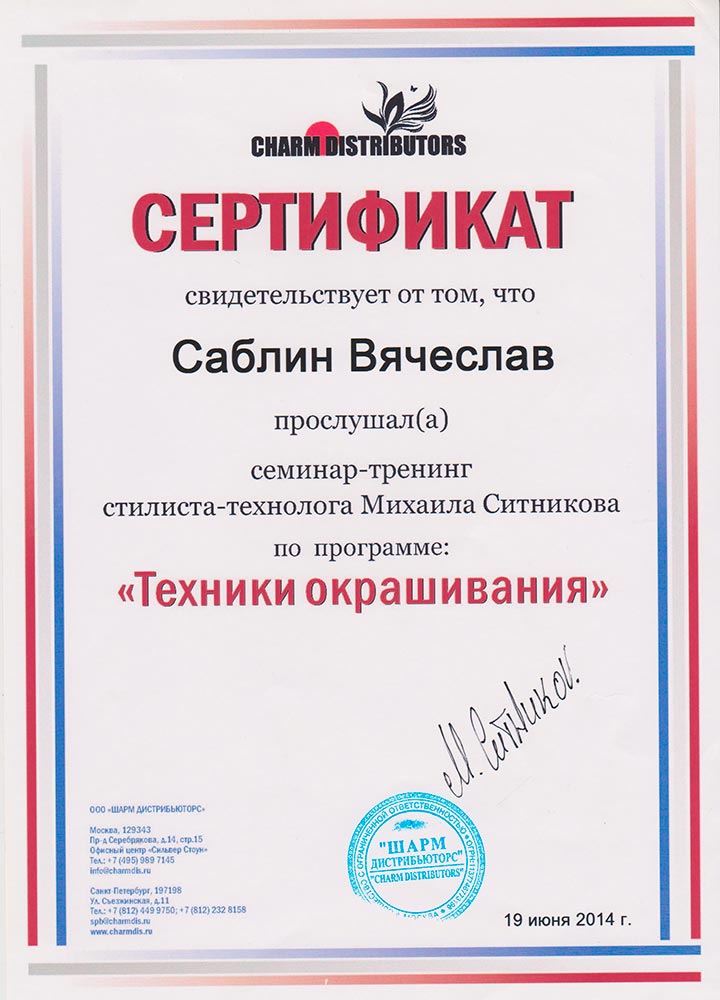 CHARM DISTRIBUTORS
СЕРТИФИКАТ
свидетельствует от том, что
Саблин Вячеслав
прослушал(а)
семинар-тренинг
стилиста-технолога Михаила Ситникова
по программе:
«Техники окрашивания»
М. Ситников.
ООО «ШАРМ ДИСТРИБЬЮТОРС»
Москва, 129343
Пр-д Серебрякова, д.14, стр.15
Офисный центр «Сильвер Стоун»
Тел.: +7 (495) 989 7145
info@charmdis.ru
Санкт-Петербург, 197198
Ул. Съезжинская, д.11
Тел.: +7 (812) 449 9750; +7 (812) 232 8158
spb@charmdis.ru
www.charmdis.ru
С ОГРАНИЧЕННОЙ ОТВЕТСТВЕННОСТЬЮ
"ШАРМ
ДИСТРИБЬЮТОРС"
"CHARM DISTRIBUTORS"
МОСКВА
19 июня 2014 г.